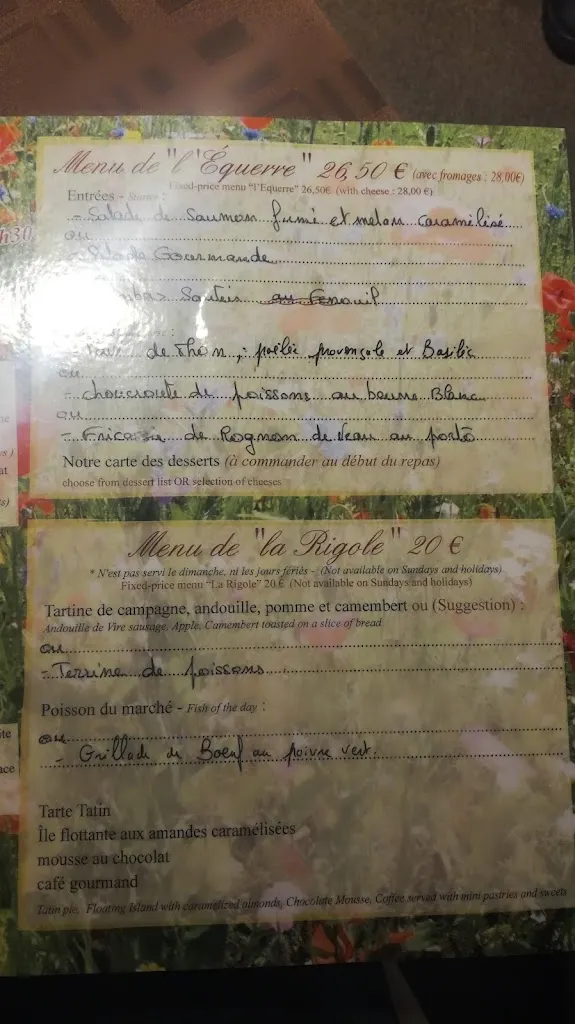 Menu de "l'Équerre" 26,50 € (avec fromages : 28,00€)
Fixed-price menu "l'Equerre" 26,50€ (with cheese : 28,00 €)
Entrées - Starter :
- Salade de Saumon fumé et melon caramélisé
ou
- Salade Gourmande
Sautés au Fenouil
h30
de Thon, poêlée provençale et Basilic
ou
- choucroute de poissons au beurre Blanc
ou
- Fricassée de Rognon de Veau au porto
Notre carte des desserts (à commander au début du repas)
choose from dessert list OR selection of cheeses
Menu de "la Rigole" 20 €
* N'est pas servi le dimanche, ni les jours fériés - (Not available on Sundays and holidays)
Fixed-price menu "La Rigole" 20 € (Not available on Sundays and holidays)
Tartine de campagne, andouille, pomme et camembert ou (Suggestion) :
Andouille de Vire sausage, Apple, Camembert toasted on a slice of bread
ou
- Terrine de poissons
Poisson du marché - Fish of the day :
ou
- Grillade de Boeuf au poivre vert.
Tarte Tatin
Île flottante aux amandes caramélisées
mousse au chocolat
café gourmand
Tatin pie, Floating Island with caramelized almonds, Chocolate Mousse, Coffee served with mini pastries and sweets